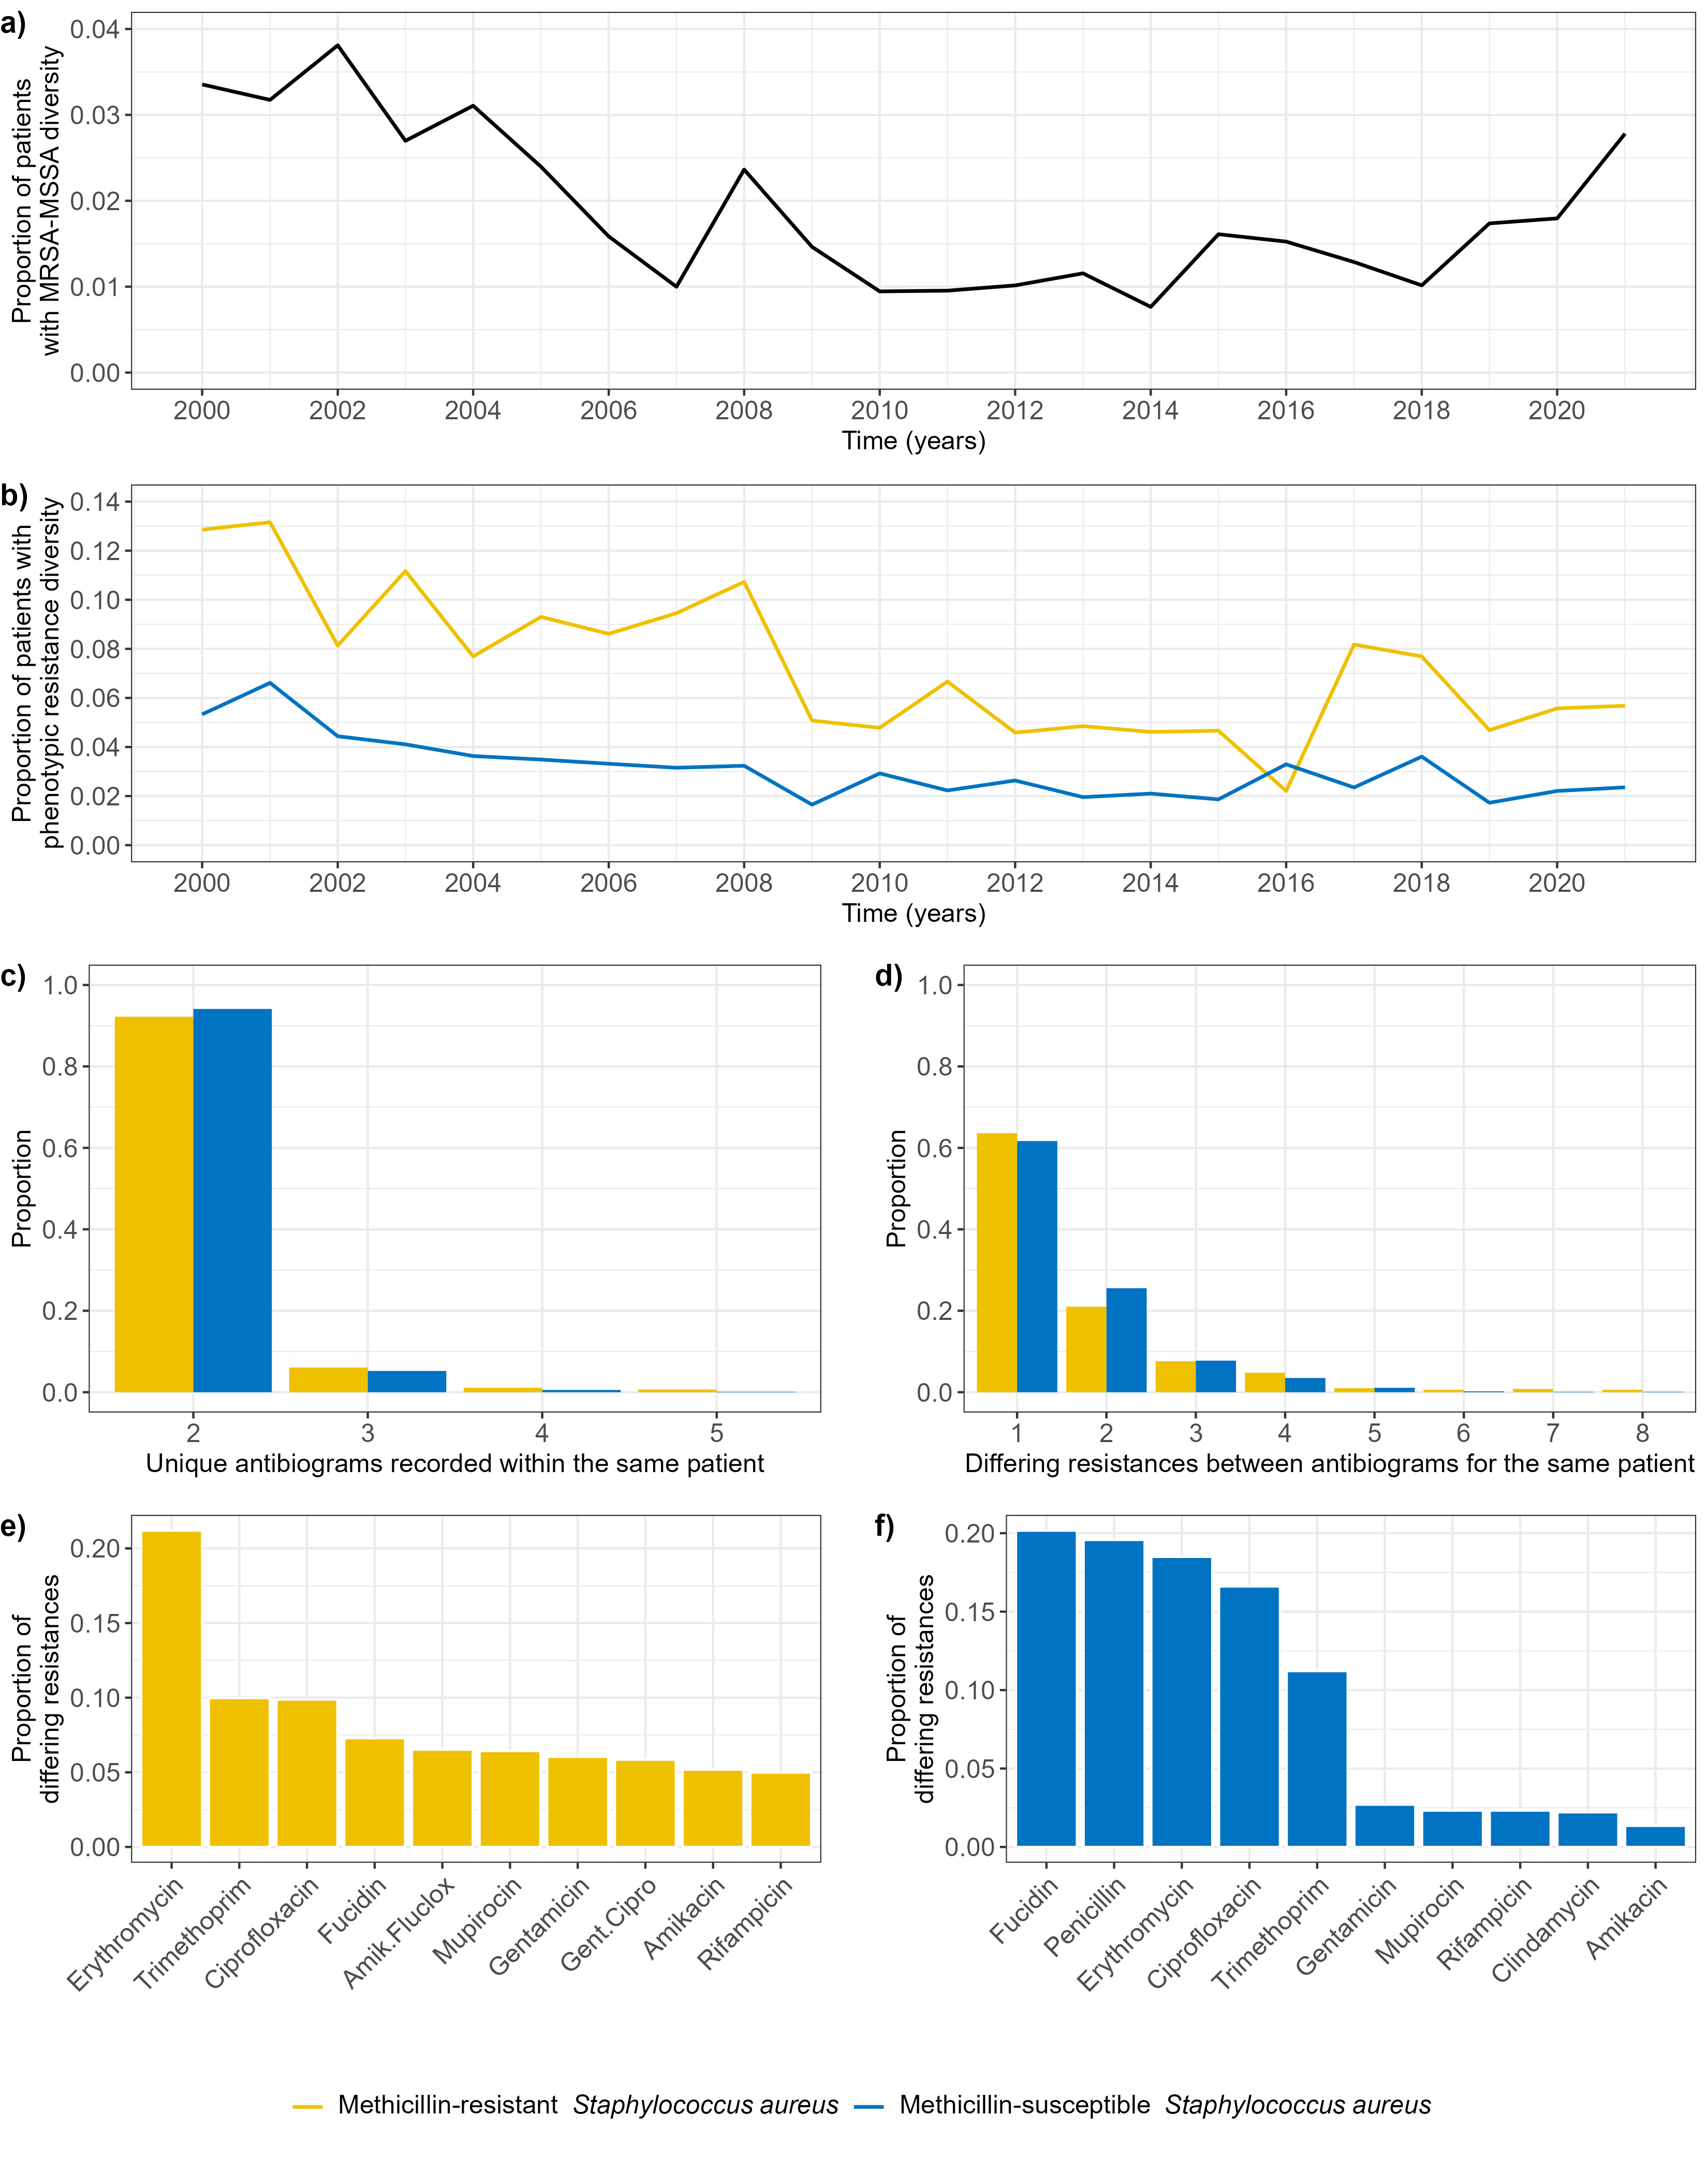 a)
Proportion of patients
with MRSA-MSSA diversity
0.04
0.03
0.02
0.01
0.00
2000 2002 2004 2006 2008 2010 2012 2014 2016 2018 2020
Time (years)
b)
Proportion of patients with
phenotypic resistance diversity
0.14
0.12
0.10
0.08
0.06
0.04
0.02
0.00
2000 2002 2004 2006 2008 2010 2012 2014 2016 2018 2020
Time (years)
c)
Proportion
1.0
0.8
0.6
0.4
0.2
0.0
2 3 4 5
Unique antibiograms recorded within the same patient
d)
Proportion
1.0
0.8
0.6
0.4
0.2
0.0
1 2 3 4 5 6 7 8
Differing resistances between antibiograms for the same patient
e)
Proportion of
differing resistances
0.20
0.15
0.10
0.05
0.00
Erythromycin
Trimethoprim
Ciprofloxacin
Fucidin
Amik.Fluclox
Mupirocin
Gentamicin
Gent.Cipro
Amikacin
Rifampicin
f)
Proportion of
differing resistances
0.20
0.15
0.10
0.05
0.00
Fucidin
Penicillin
Erythromycin
Ciprofloxacin
Trimethoprim
Gentamicin
Mupirocin
Rifampicin
Clindamycin
Amikacin
Methicillin-resistant Staphylococcus aureus Methicillin-susceptible Staphylococcus aureus